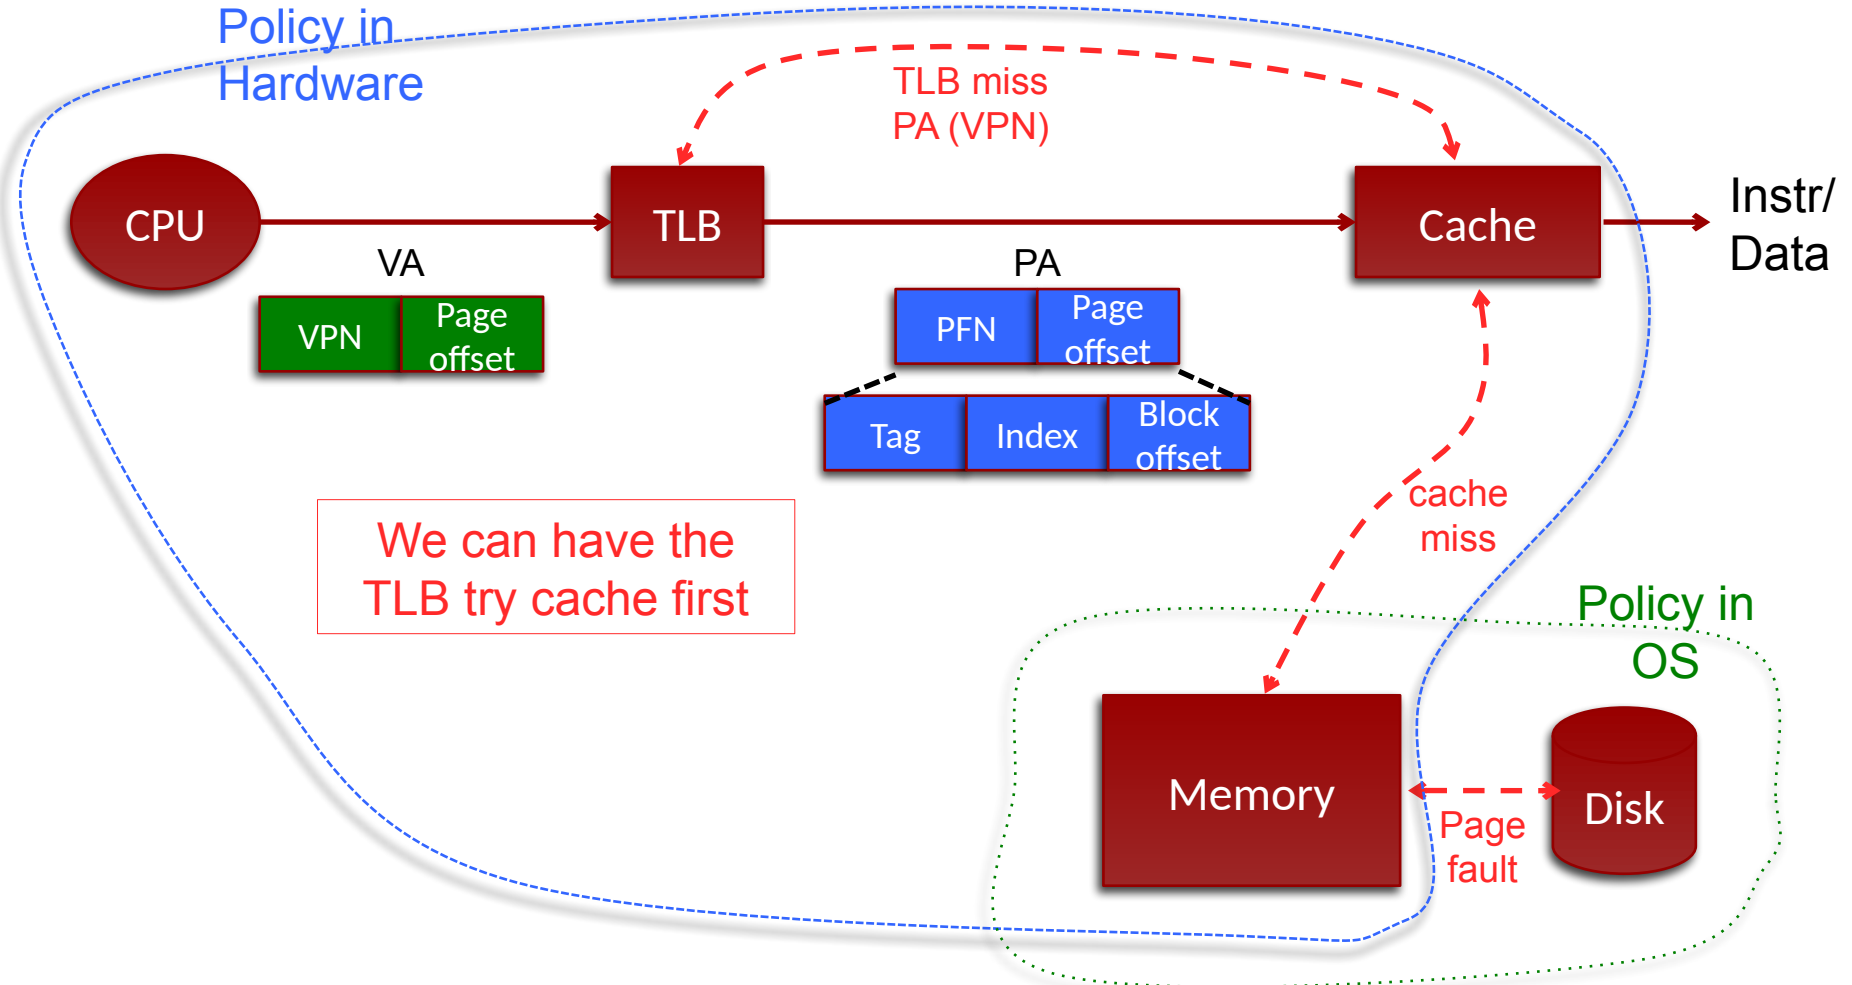 Policy in
Hardware
TLB miss
PA (VPN)
CPU
TLB
Cache
Instr/
Data
VA
PA
VPN
Page
offset
PFN
Page
offset
Tag
Index
Block
offset
We can have the
TLB try cache first
cache
miss
Policy in
OS
Memory
Disk
Page
fault